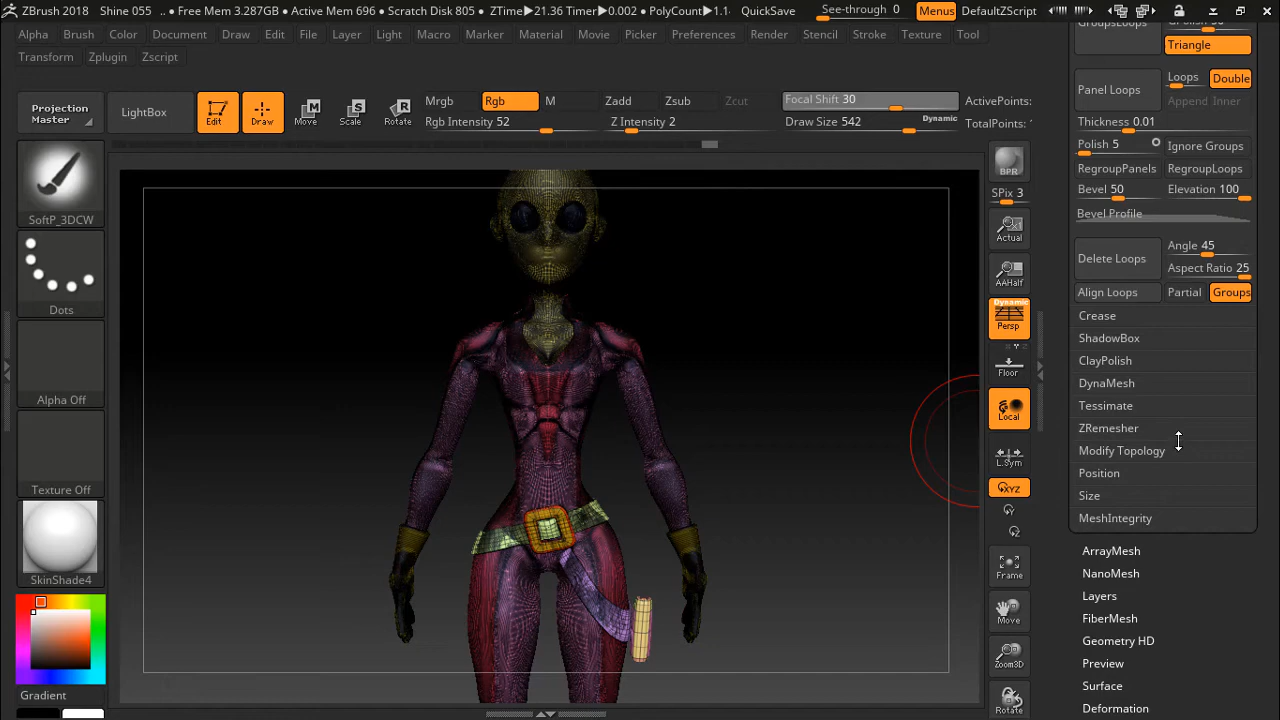 ZBrush 2018 Shine 055 • Free Mem 3.287GB • Active Mem 696 • Scratch Disk 805 • ZTime▶21.36 Timer▶0.002 • PolyCount▶1.1 QuickSave See-through 0 Menus DefaultZScript
Alpha Brush Color Document Draw Edit File Layer Light Macro Marker Material Movie Picker Preferences Render Stencil Stroke Texture Tool
Transform Zplugin Zscript
Projection Master
LightBox
Edit
Draw
Move
Scale
Rotate
Mrgb Rgb M Zadd Zsub Zcut
Rgb Intensity 52 Z Intensity 2
Focal Shift 30
Draw Size 542 Dynamic
ActivePoints:
TotalPoints:
SoftP_3DCW
Dots
Alpha Off
Texture Off
SkinShade4
Gradient
BPR
SPix 3
Actual
AAHalf
Dynamic
Persp
Floor
Local
L.Sym
XYZ
Frame
Move
Zoom3D
Rotate
GroupsLoops
Triangle
Panel Loops
Loops Double
Append Inner
Thickness 0.01
Polish 5 Ignore Groups
RegroupPanels RegroupLoops
Bevel 50 Elevation 100
Bevel Profile
Delete Loops
Angle 45
Aspect Ratio 25
Align Loops Partial Groups
Crease
ShadowBox
ClayPolish
DynaMesh
Tessimate
ZRemesher
Modify Topology
Position
Size
MeshIntegrity
ArrayMesh
NanoMesh
Layers
FiberMesh
Geometry HD
Preview
Surface
Deformation